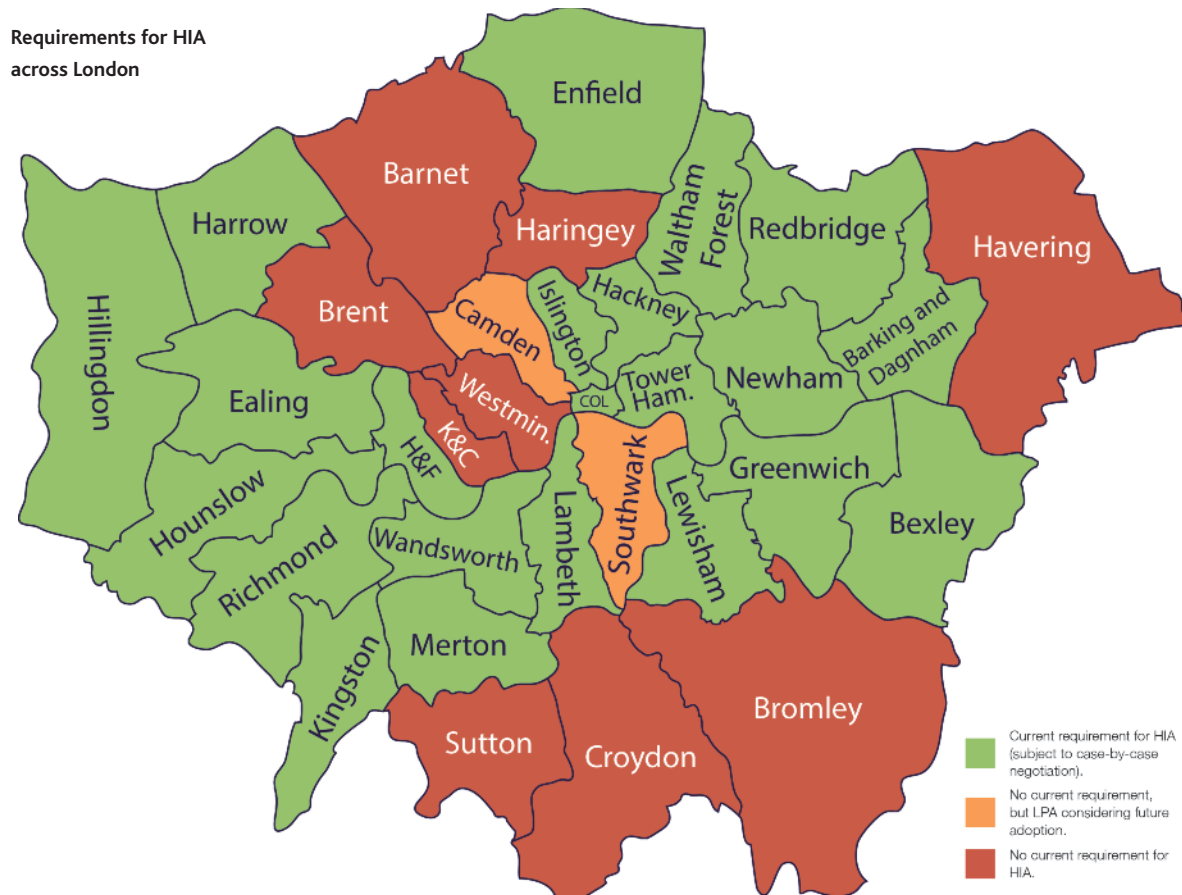 Requirements for HIA
across London
Enfield
Barnet
Haringey
Waltham
Forest
Redbridge
Havering
Harrow
Hillingdon
Brent
Camden
Islington
Hackney
Barking and
Dagnham
Ealing
Westmin.
K&C
H&F
COL
Tower
Ham.
Newham
Hounslow
Richmond
Wandsworth
Lambeth
Southwark
Lewisham
Greenwich
Bexley
Kingston
Merton
Sutton
Croydon
Bromley
Current requirement for HIA
(subject to case-by-case
negotiation).
No current requirement,
but LPA considering future
adoption.
No current requirement for
HIA.